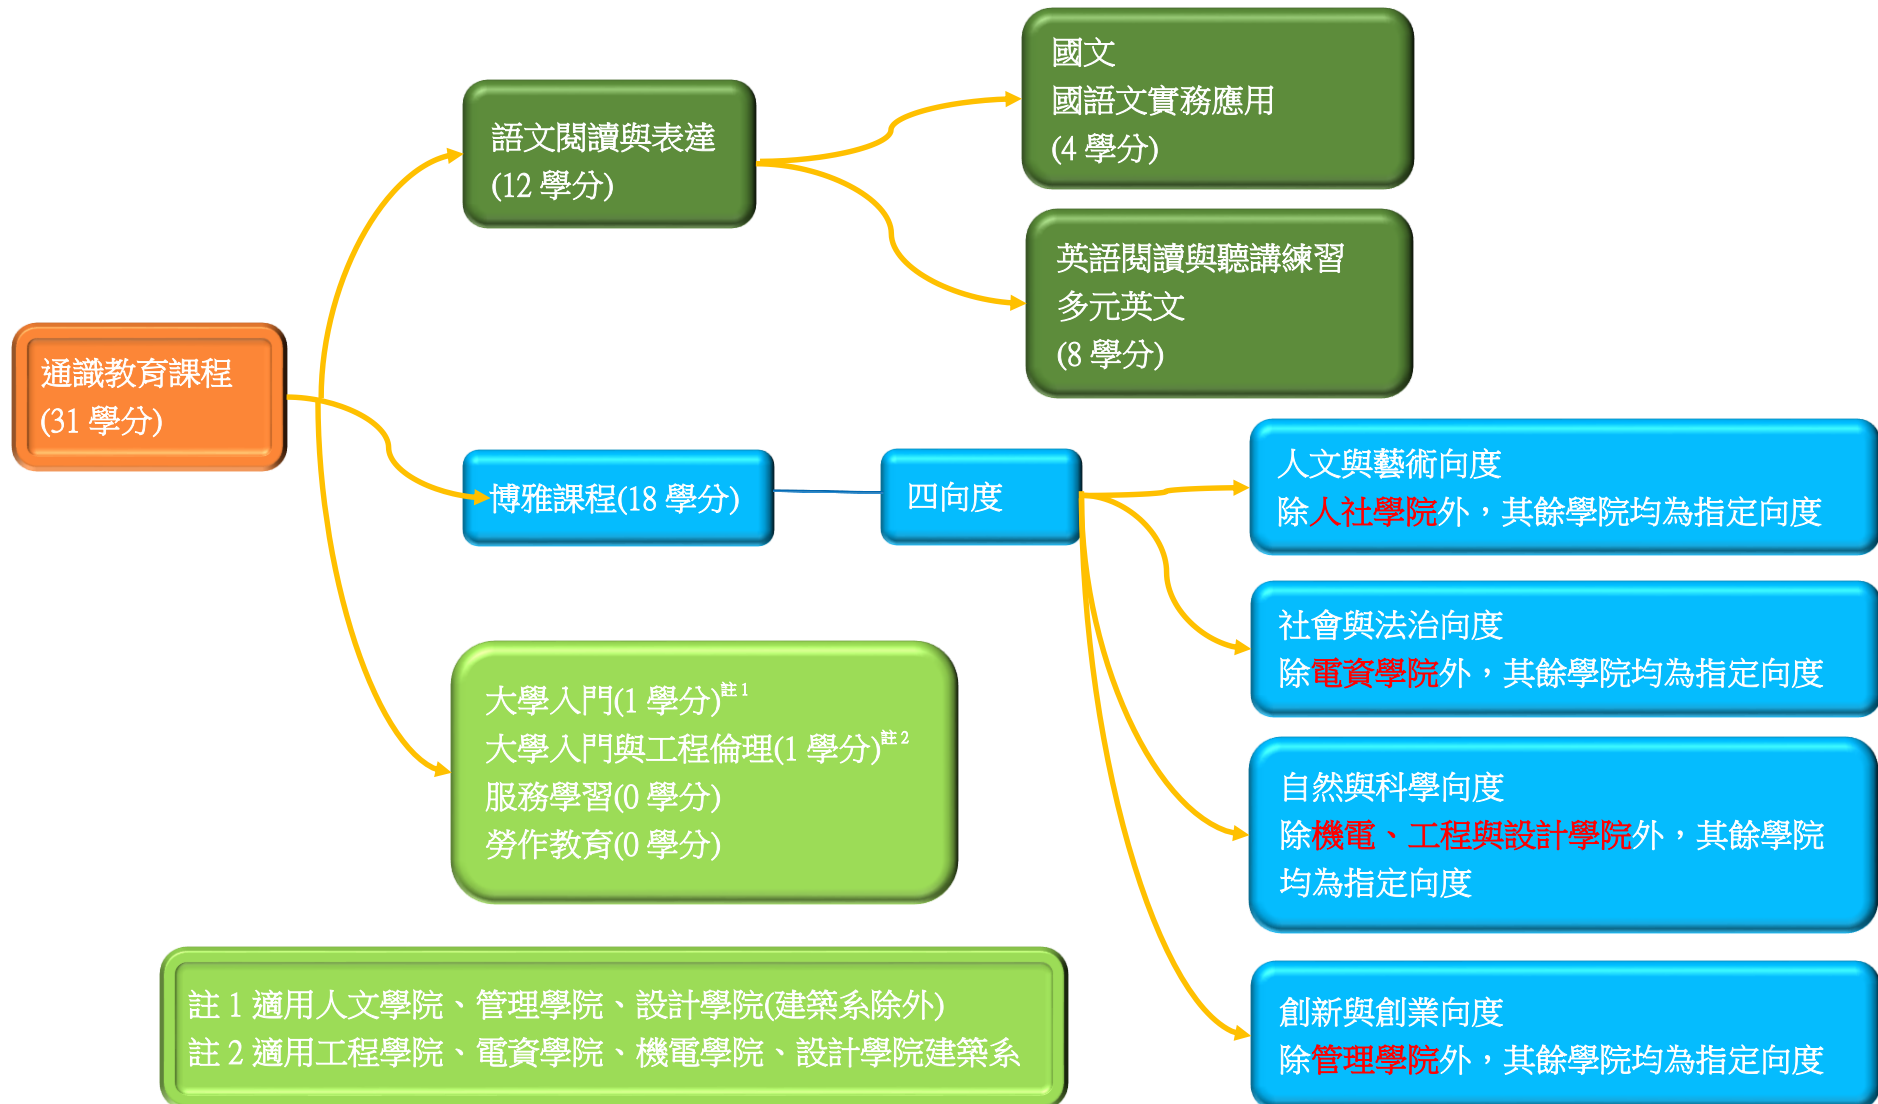 通識教育課程
(31 學分)
語文閱讀與表達
(12 學分)
國文
國語文實務應用
(4 學分)
英語閱讀與聽講練習
多元英文
(8 學分)
博雅課程(18 學分)
四向度
人文與藝術向度
除人社學院外，其餘學院均為指定向度
社會與法治向度
除電資學院外，其餘學院均為指定向度
自然與科學向度
除機電、工程與設計學院外，其餘學院
均為指定向度
創新與創業向度
除管理學院外，其餘學院均為指定向度
大學入門(1 學分)註 1
大學入門與工程倫理(1 學分)註 2
服務學習(0 學分)
勞作教育(0 學分)
註 1 適用人文學院、管理學院、設計學院(建築系除外)
註 2 適用工程學院、電資學院、機電學院、設計學院建築系